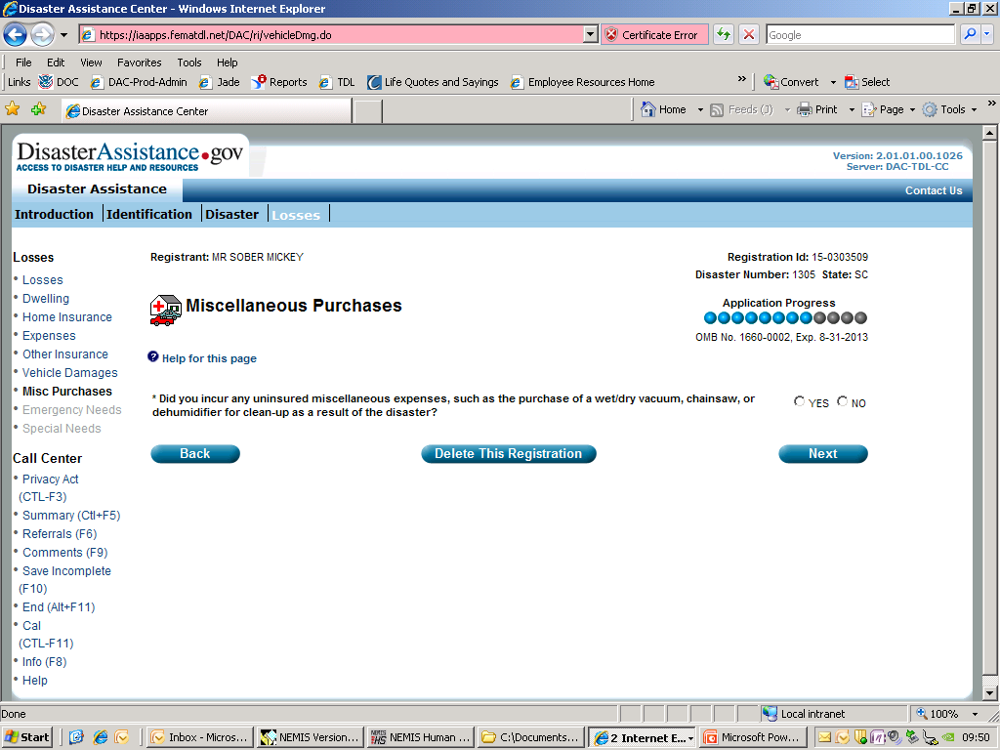 Disaster Assistance Center - Windows Internet Explorer
https://iaapps.fematdl.net/DAC/ri/vehicleDmg.do
Certificate Error
Google
File Edit View Favorites Tools Help
Links DOC DAC-Prod-Admin Jade Reports TDL Life Quotes and Sayings Employee Resources Home » Convert Select
Disaster Assistance Center
Home Feeds (J) Print Page Tools »
DisasterAssistance.gov
ACCESS TO DISASTER HELP AND RESOURCES
Version: 2.01.01.00.1026
Server: DAC-TDL-CC
Disaster Assistance
Contact Us
Introduction Identification Disaster Losses
Losses
• Losses
• Dwelling
• Home Insurance
• Expenses
• Other Insurance
• Vehicle Damages
• Misc Purchases
• Emergency Needs
• Special Needs
Call Center
• Privacy Act
(CTL-F3)
• Summary (Ctl+F5)
• Referrals (F6)
• Comments (F9)
• Save Incomplete
(F10)
• End (Alt+F11)
• Cal
(CTL-F11)
• Info (F8)
• Help
Registrant: MR SOBER MICKEY
Registration Id: 15-0303509
Disaster Number: 1305 State: SC
Miscellaneous Purchases
Application Progress
OMB No. 1660-0002, Exp. 8-31-2013
? Help for this page
* Did you incur any uninsured miscellaneous expenses, such as the purchase of a wet/dry vacuum, chainsaw, or
dehumidifier for clean-up as a result of the disaster?
YES NO
Back Delete This Registration Next
Done
Local intranet
100%
Start Inbox - Micros... NEMIS Version... NEMIS Human ... C:\Documents... 2 Internet E... Microsoft Pow... 09:50